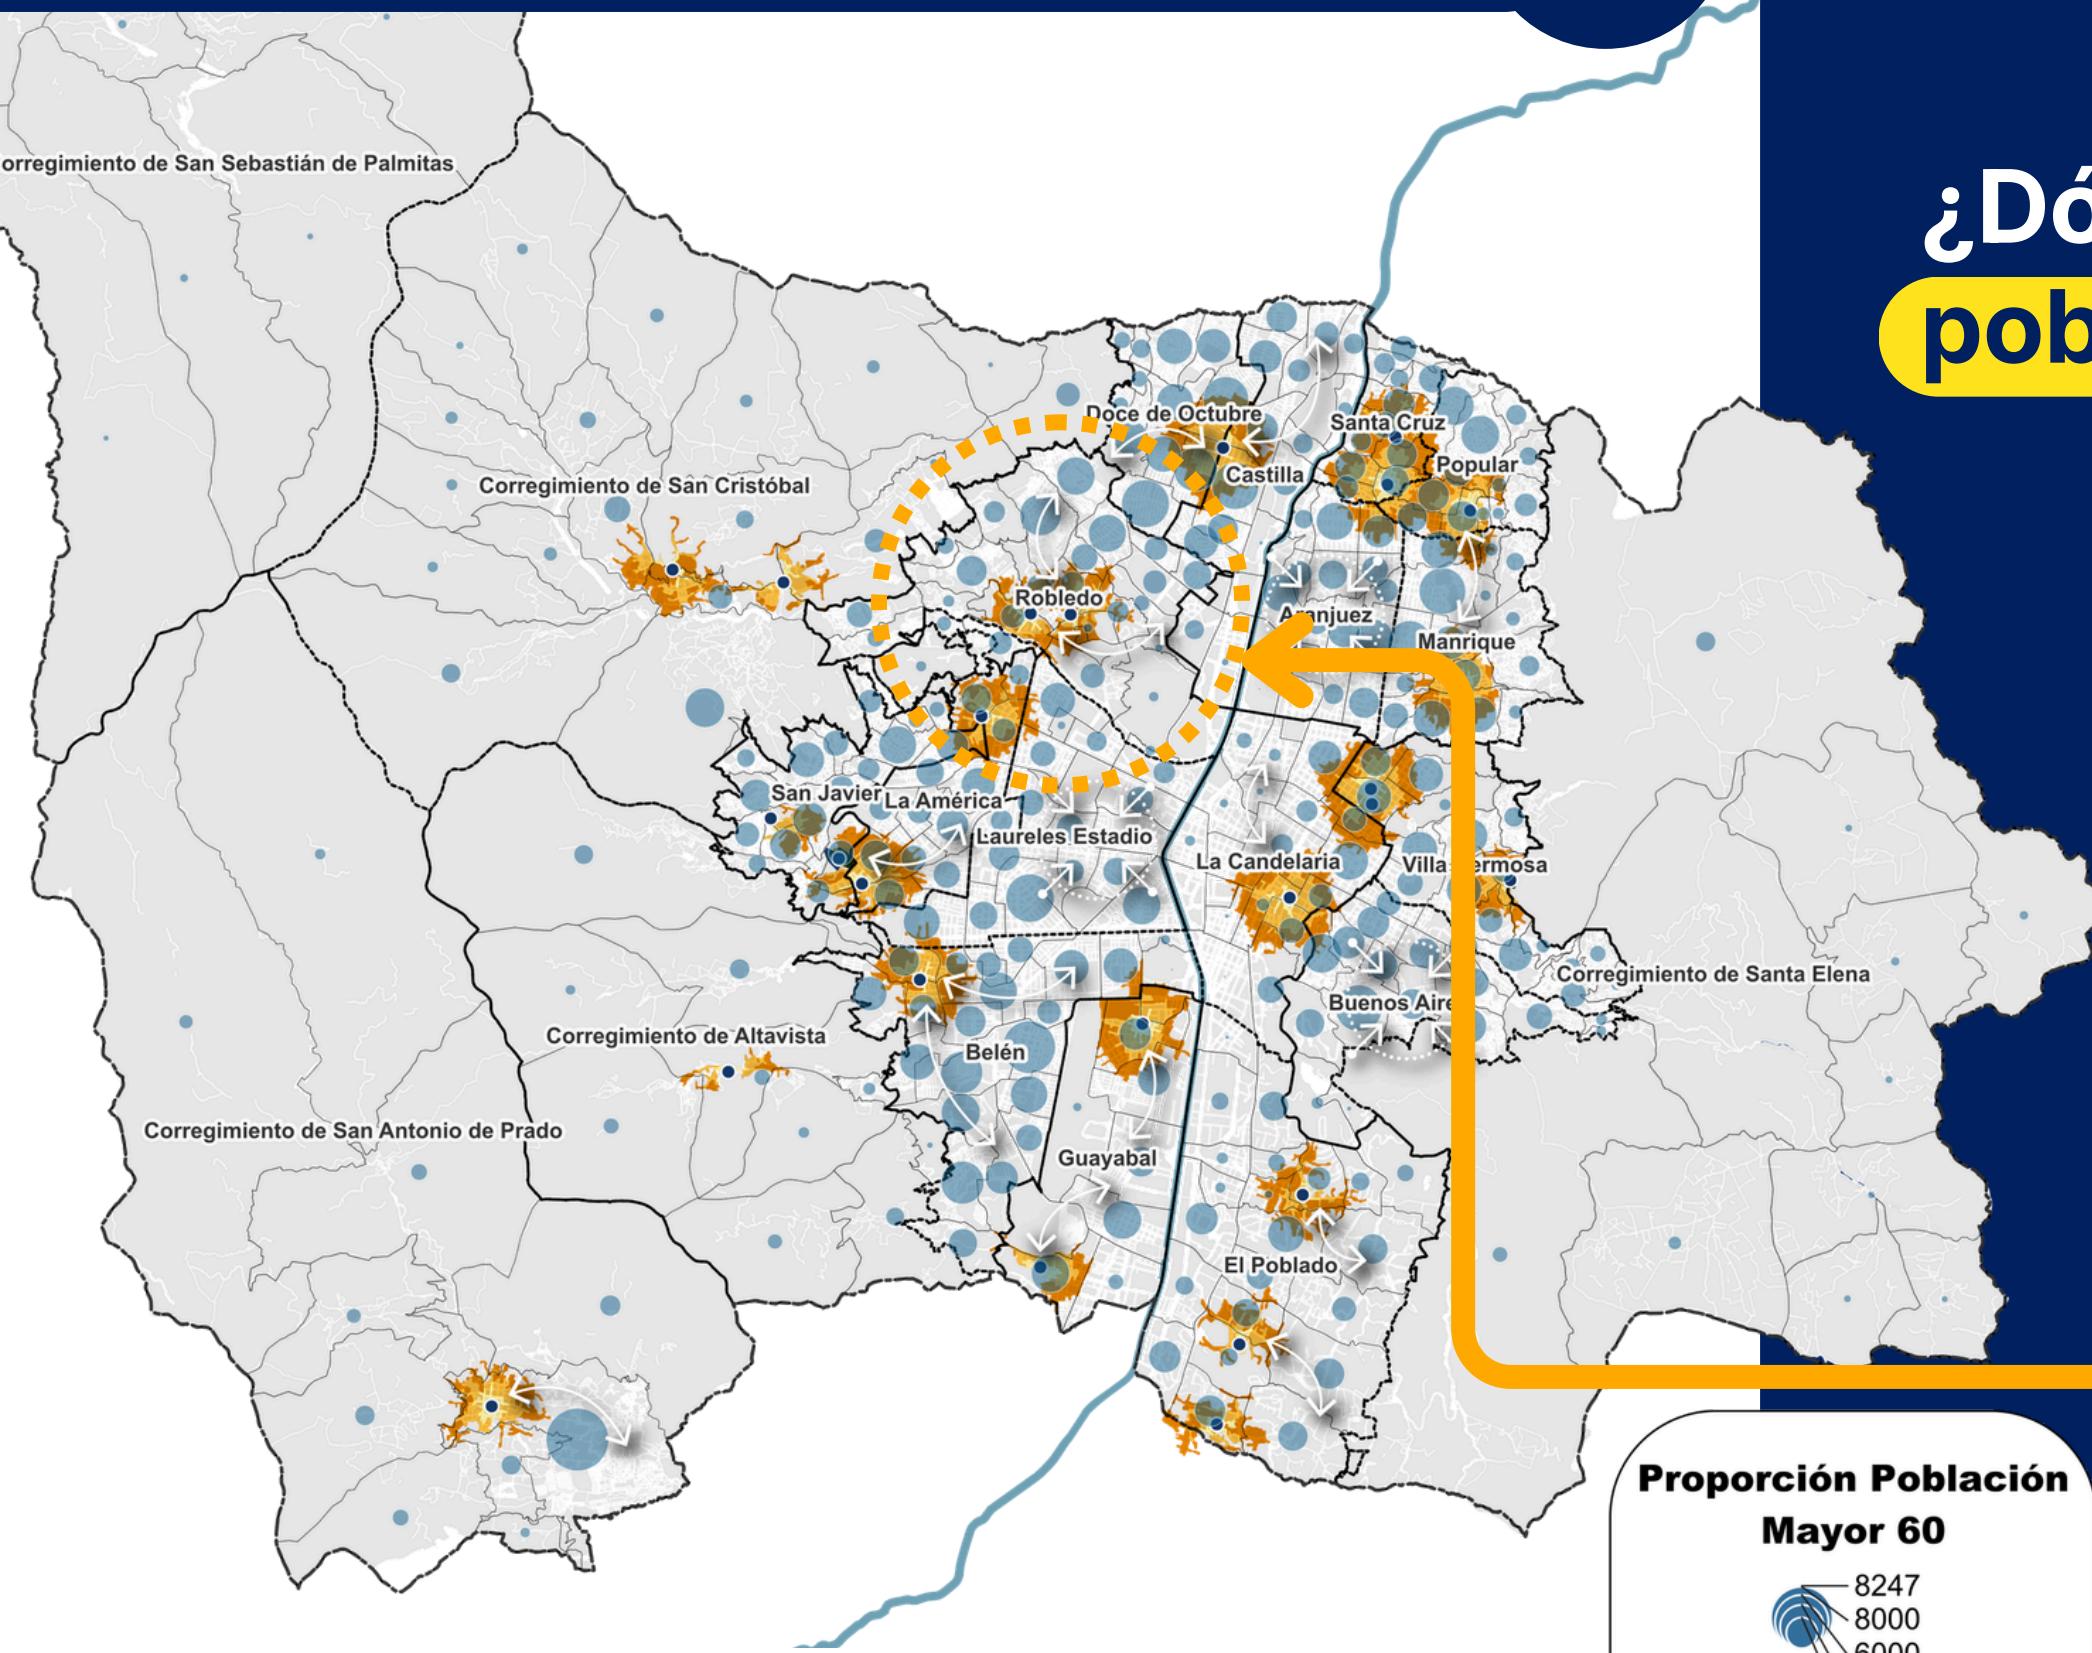 orregimiento de San Sebastián de Palmitas
¿Dó
pob
Doce de Octubre
Santa Cruz
Popular
Castilla
Corregimiento de San Cristóbal
Robledo
Aranjuez
Manrique
San Javier
La América
Laureles Estadio
La Candelaria
Villa ermosa
Corregimiento de Santa Elena
Buenos Aire
Corregimiento de Altavista
Belén
Corregimiento de San Antonio de Prado
Guayabal
El Poblado
Proporción Población
Mayor 60
8247
8000
6000